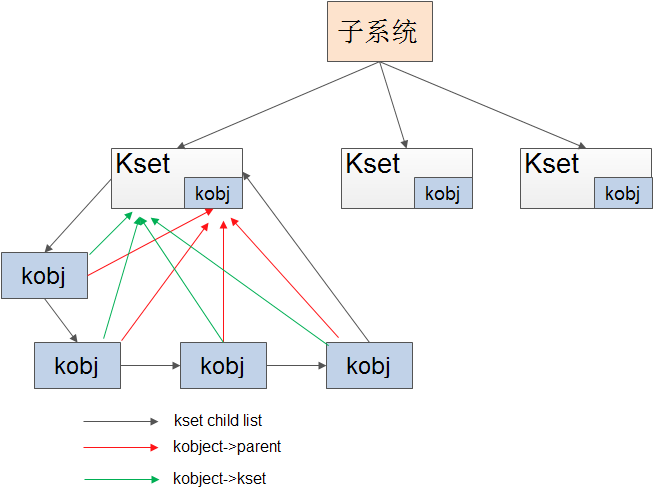 子系统
Kset
kobj
Kset
kobj
Kset
kobj
kobj
kobj
kobj
kobj
kset child list
kobject->parent
kobject->kset